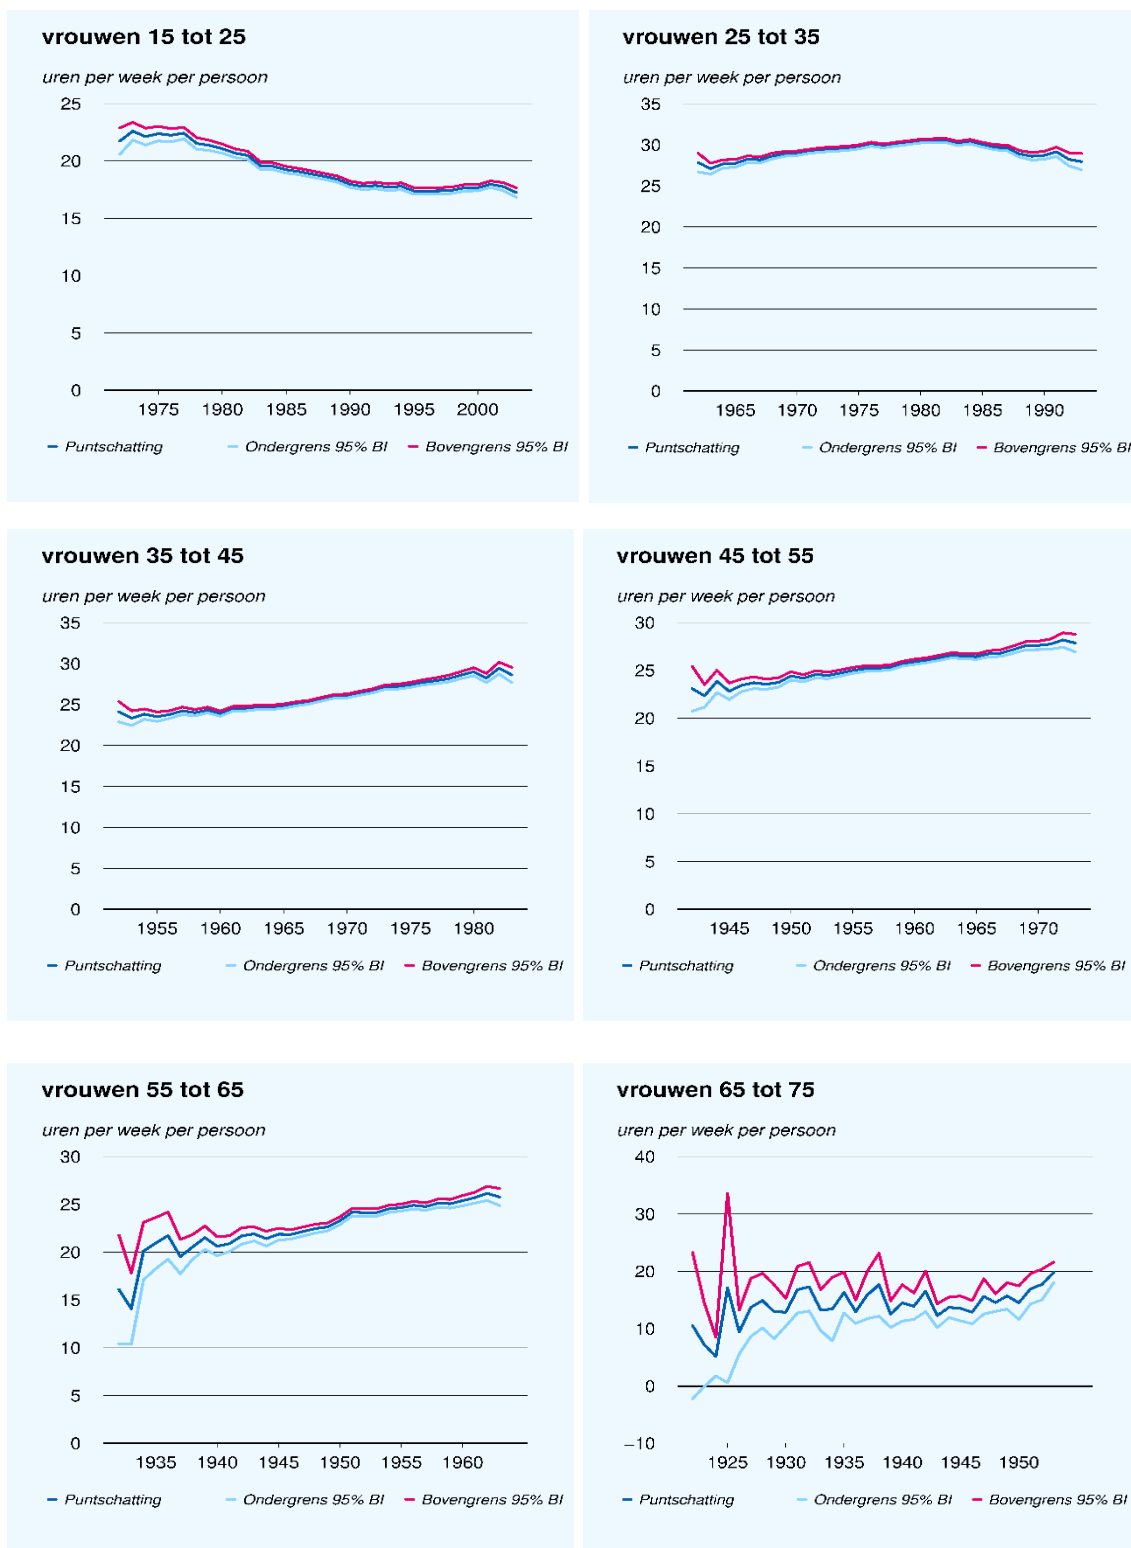 vrouwen 15 tot 25
uren per week per persoon
25
20
15
10
5
0
1975 1980 1985 1990 1995 2000
Puntschatting Ondergrens 95% BI Bovengrens 95% BI
vrouwen 25 tot 35
uren per week per persoon
35
30
25
20
15
10
5
0
1965 1970 1975 1980 1985 1990
Puntschatting Ondergrens 95% BI Bovengrens 95% BI
vrouwen 35 tot 45
uren per week per persoon
35
30
25
20
15
10
5
0
1955 1960 1965 1970 1975 1980
Puntschatting Ondergrens 95% BI Bovengrens 95% BI
vrouwen 45 tot 55
uren per week per persoon
30
25
20
15
10
5
0
1945 1950 1955 1960 1965 1970
Puntschatting Ondergrens 95% BI Bovengrens 95% BI
vrouwen 55 tot 65
uren per week per persoon
30
25
20
15
10
5
0
1935 1940 1945 1950 1955 1960
Puntschatting Ondergrens 95% BI Bovengrens 95% BI
vrouwen 65 tot 75
uren per week per persoon
40
30
20
10
0
−10
1925 1930 1935 1940 1945 1950
Puntschatting Ondergrens 95% BI Bovengrens 95% BI